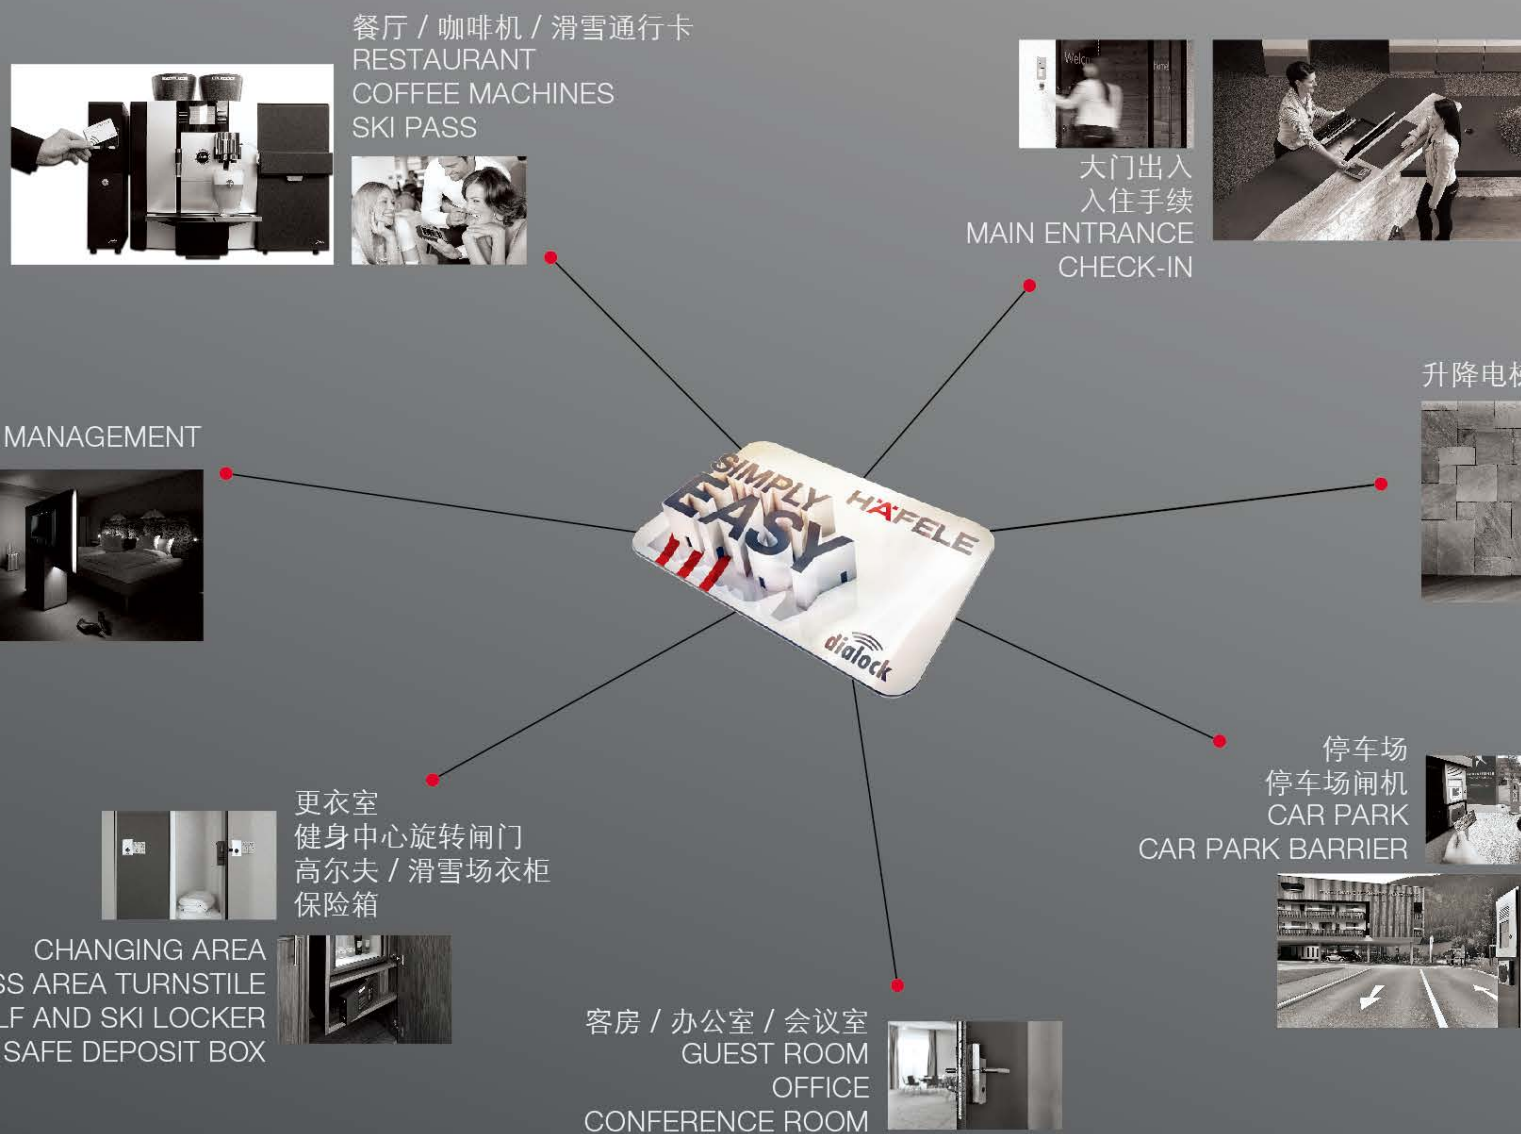 餐厅 / 咖啡机 / 滑雪通行卡
RESTAURANT
COFFEE MACHINES
SKI PASS
Welcome
大门出入
入住手续
MAIN ENTRANCE
CHECK-IN
升降电梯
MANAGEMENT
SIMPLY
EASY
HÄFELE
dialock
停车场
停车场闸机
CAR PARK
CAR PARK BARRIER
更衣室
健身中心旋转闸门
高尔夫 / 滑雪场衣柜
保险箱
CHANGING AREA
SS AREA TURNSTILE
LF AND SKI LOCKER
SAFE DEPOSIT BOX
客房 / 办公室 / 会议室
GUEST ROOM
OFFICE
CONFERENCE ROOM